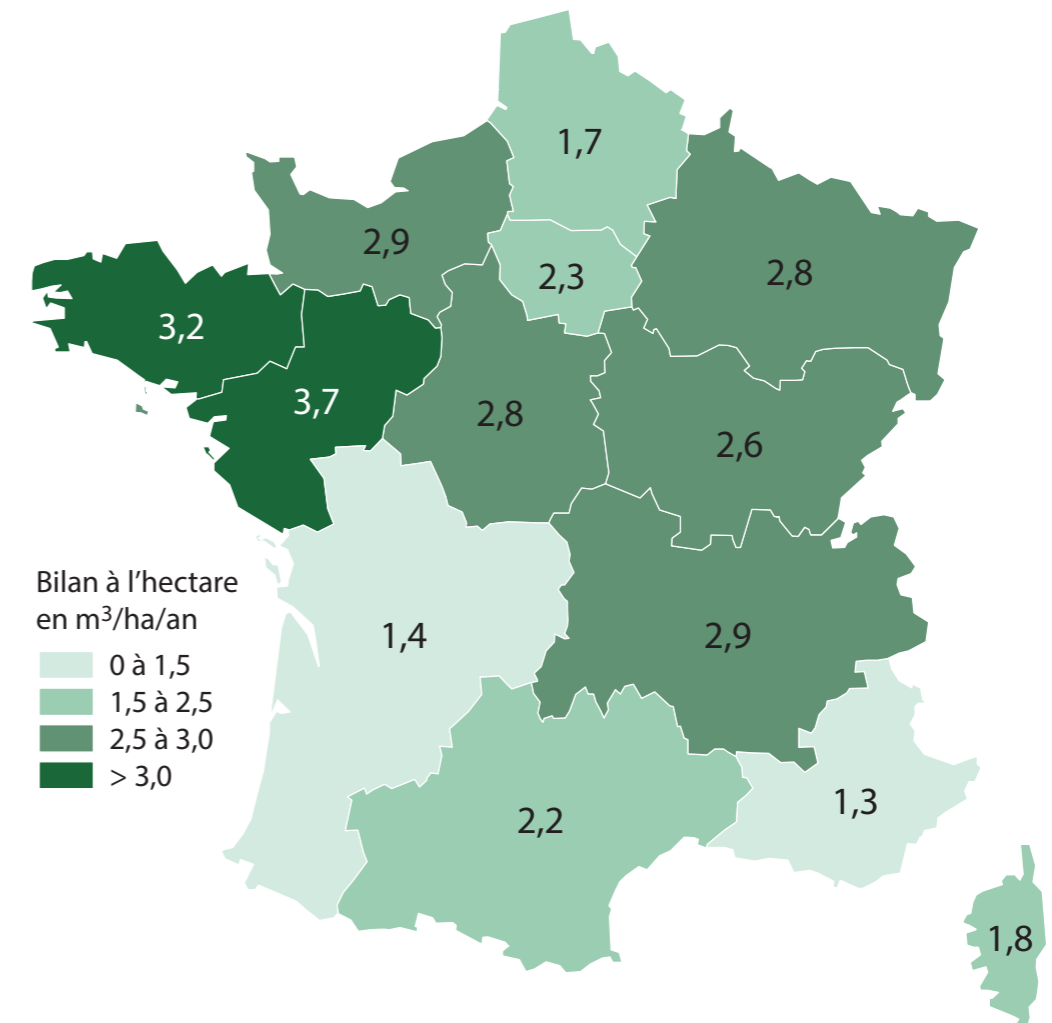 1,7
2,9
2,3
2,8
3,2
3,7
2,8
2,6
Bilan à l’hectare
en m³/ha/an
0 à 1,5
1,5 à 2,5
2,5 à 3,0
> 3,0
1,4
2,9
1,3
2,2
1,8